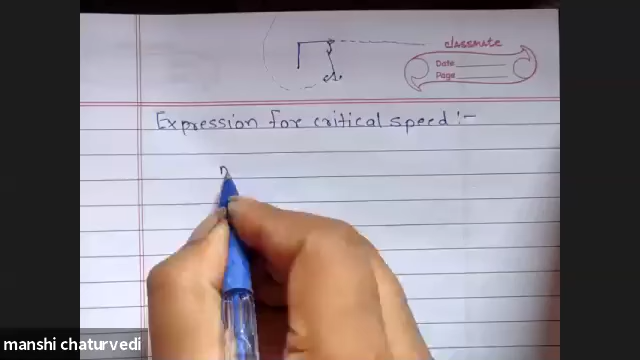 classmate
Date
Page
Expression for critical speed :-
manshi chaturvedi